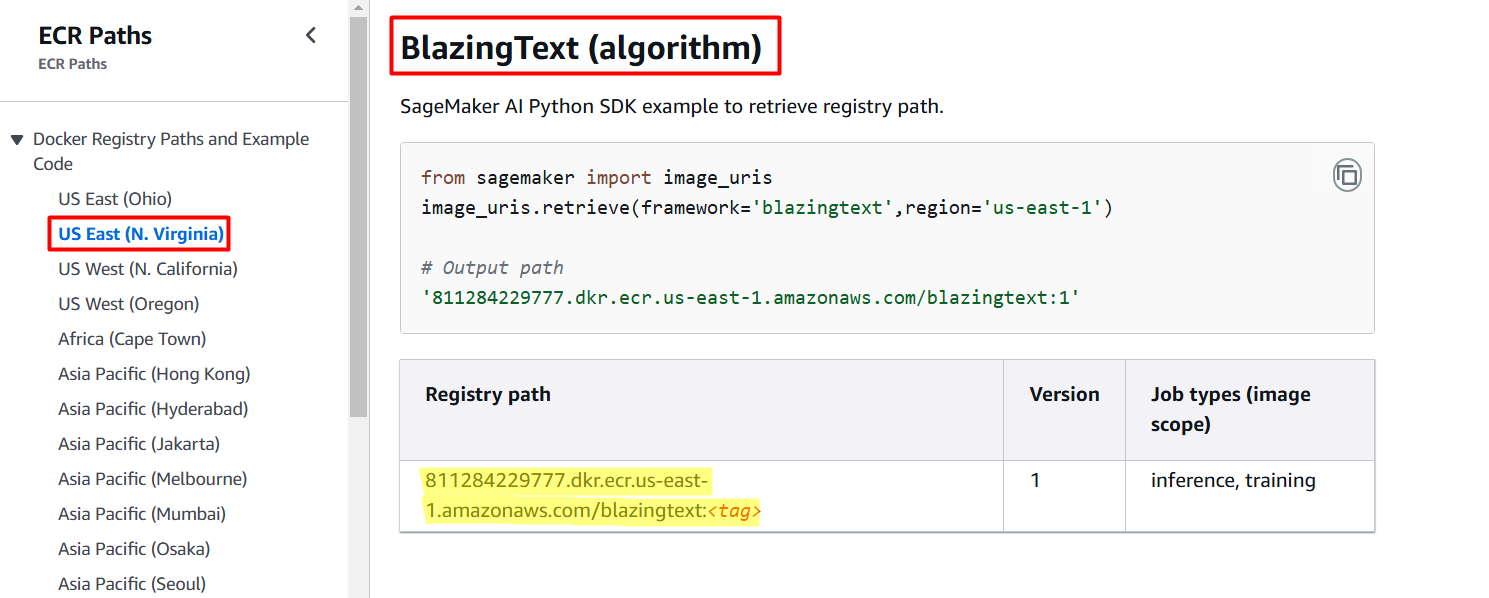 ECR Paths
ECR Paths
Docker Registry Paths and Example
Code
US East (Ohio)
US East (N. Virginia)
US West (N. California)
US West (Oregon)
Africa (Cape Town)
Asia Pacific (Hong Kong)
Asia Pacific (Hyderabad)
Asia Pacific (Jakarta)
Asia Pacific (Melbourne)
Asia Pacific (Mumbai)
Asia Pacific (Osaka)
Asia Pacific (Seoul)
BlazingText (algorithm)
SageMaker AI Python SDK example to retrieve registry path.
from sagemaker import image_uris
image_uris.retrieve(framework='blazingtext',region='us-east-1')
# Output path
'811284229777.dkr.ecr.us-east-1.amazonaws.com/blazingtext:1'
Registry path
Version
Job types (image
scope)
811284229777.dkr.ecr.us-east-
1.amazonaws.com/blazingtext:<tag>
1
inference, training